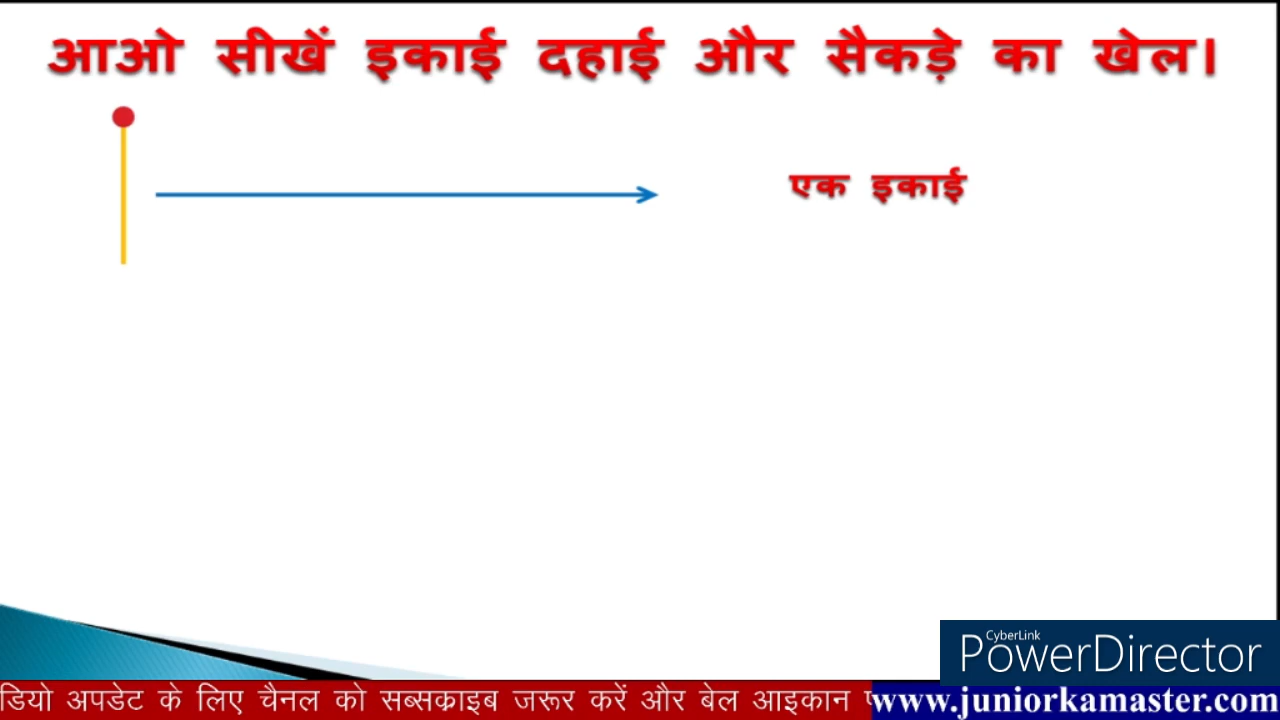 आओ सीखें इकाई दहाई और सैकड़े का खेल।
एक इकाई
CyberLink
PowerDirector
डियो अपडेट के लिए चैनल को सब्सक्राइब जरूर करें और बेल आइकान
www.juniorkamaster.com